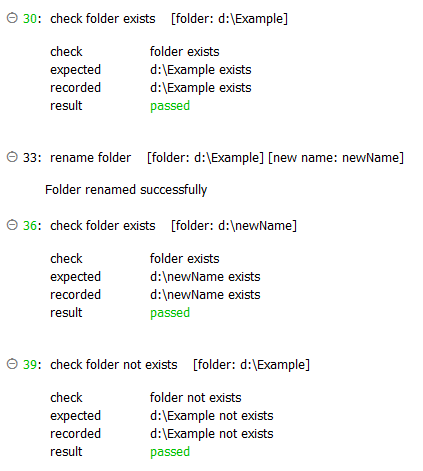 30: check folder exists [folder: d:\Example]
check folder exists
expected d:\Example exists
recorded d:\Example exists
result passed
33: rename folder [folder: d:\Example] [new name: newName]
Folder renamed successfully
36: check folder exists [folder: d:\newName]
check folder exists
expected d:\newName exists
recorded d:\newName exists
result passed
39: check folder not exists [folder: d:\Example]
check folder not exists
expected d:\Example not exists
recorded d:\Example not exists
result passed